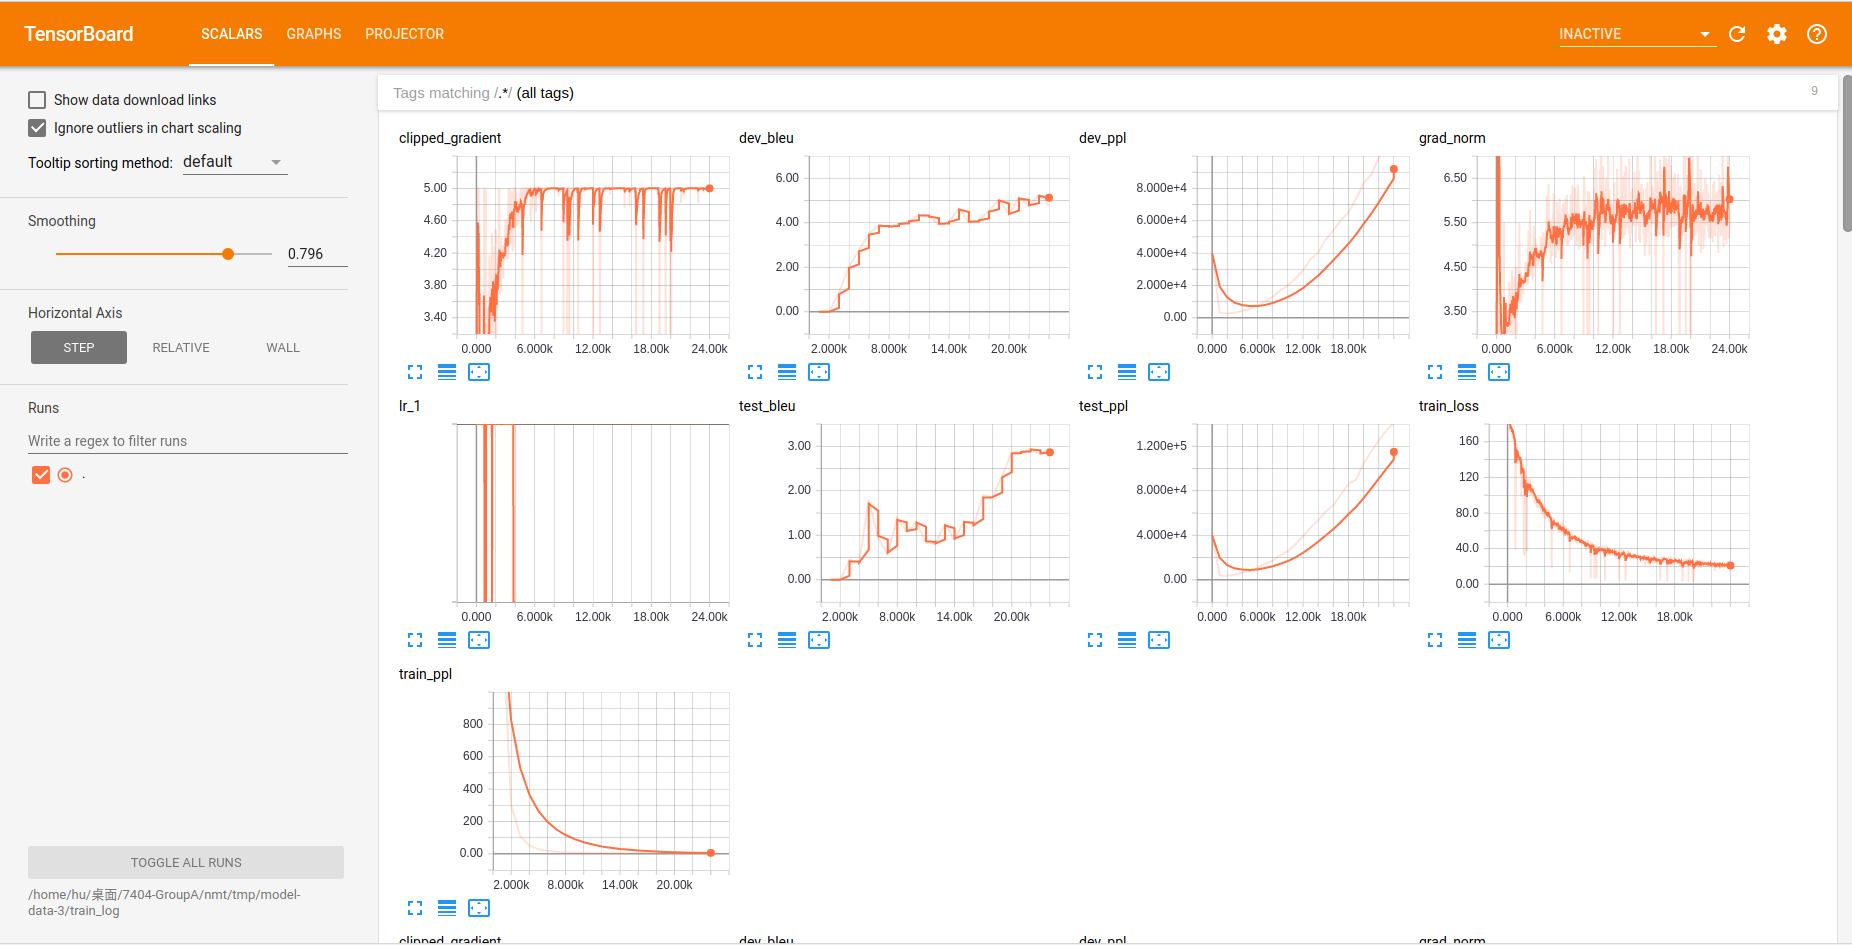 TensorBoard SCALARS GRAPHS PROJECTOR INACTIVE
Show data download links
Ignore outliers in chart scaling
Tooltip sorting method: default
Smoothing
0.796
Horizontal Axis
STEP RELATIVE WALL
Runs
Write a regex to filter runs
.
TOGGLE ALL RUNS
/home/hu/桌面/7404-GroupA/nmt/tmp/model-
data-3/train_log
Tags matching /.*/ (all tags) 9
clipped_gradient
5.00
4.60
4.20
3.80
3.40
0.000 6.000k 12.00k 18.00k 24.00k
dev_bleu
6.00
4.00
2.00
0.00
2.000k 8.000k 14.00k 20.00k
dev_ppl
8.000e+4
6.000e+4
4.000e+4
2.000e+4
0.00
0.000 6.000k 12.00k 18.00k
grad_norm
6.50
5.50
4.50
3.50
0.000 6.000k 12.00k 18.00k 24.00k
lr_1
0.000 6.000k 12.00k 18.00k 24.00k
test_bleu
3.00
2.00
1.00
0.00
2.000k 8.000k 14.00k 20.00k
test_ppl
1.200e+5
8.000e+4
4.000e+4
0.00
0.000 6.000k 12.00k 18.00k
train_loss
160
120
80.0
40.0
0.00
0.000 6.000k 12.00k 18.00k
train_ppl
800
600
400
200
0.00
2.000k 8.000k 14.00k 20.00k
clipped_gradient dev_bleu dev_ppl grad_norm